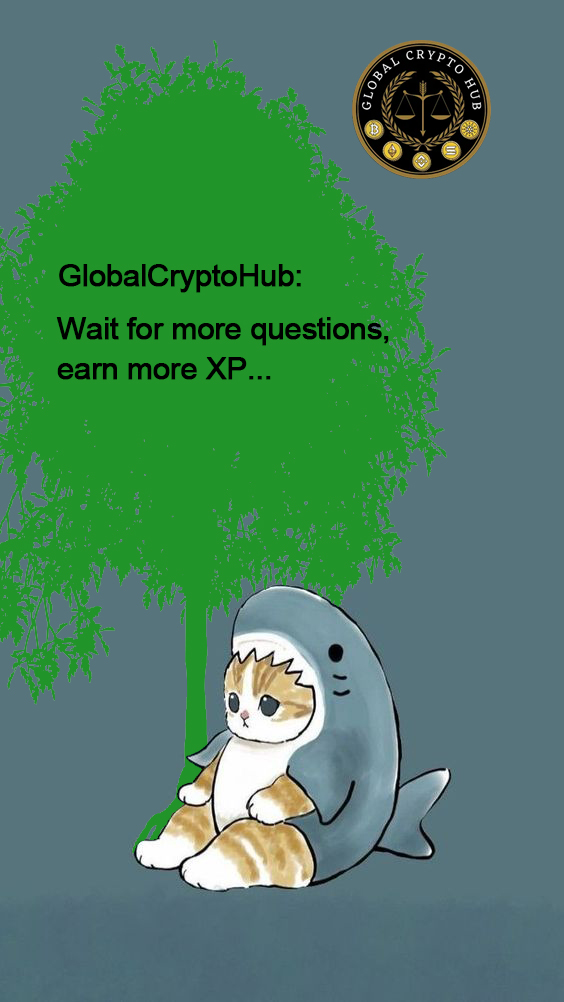 GLOBAL CRYPTO HUB
GlobalCryptoHub:
Wait for more questions,
earn more XP...